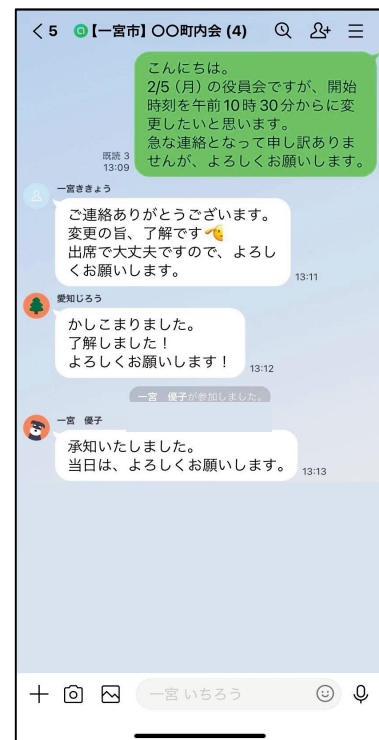 5 【一宮市】〇〇町内会 (4)
こんにちは。
2/5（月）の役員会ですが、開始
時刻を午前10時30分からに変
更したいと思います。
急な連絡となって申し訳ありま
せんが、よろしくお願いします。
既読 3
13:09
一宮ききょう
ご連絡ありがとうございます。
変更の旨、了解です🫡
出席で大丈夫ですので、よろし
くお願いします。
13:11
愛知じろう
かしこまりました。
了解しました！
よろしくお願いします！
13:12
一宮　優子が参加しました。
一宮　優子
承知いたしました。
当日は、よろしくお願いします。
13:13
一宮 いちろう